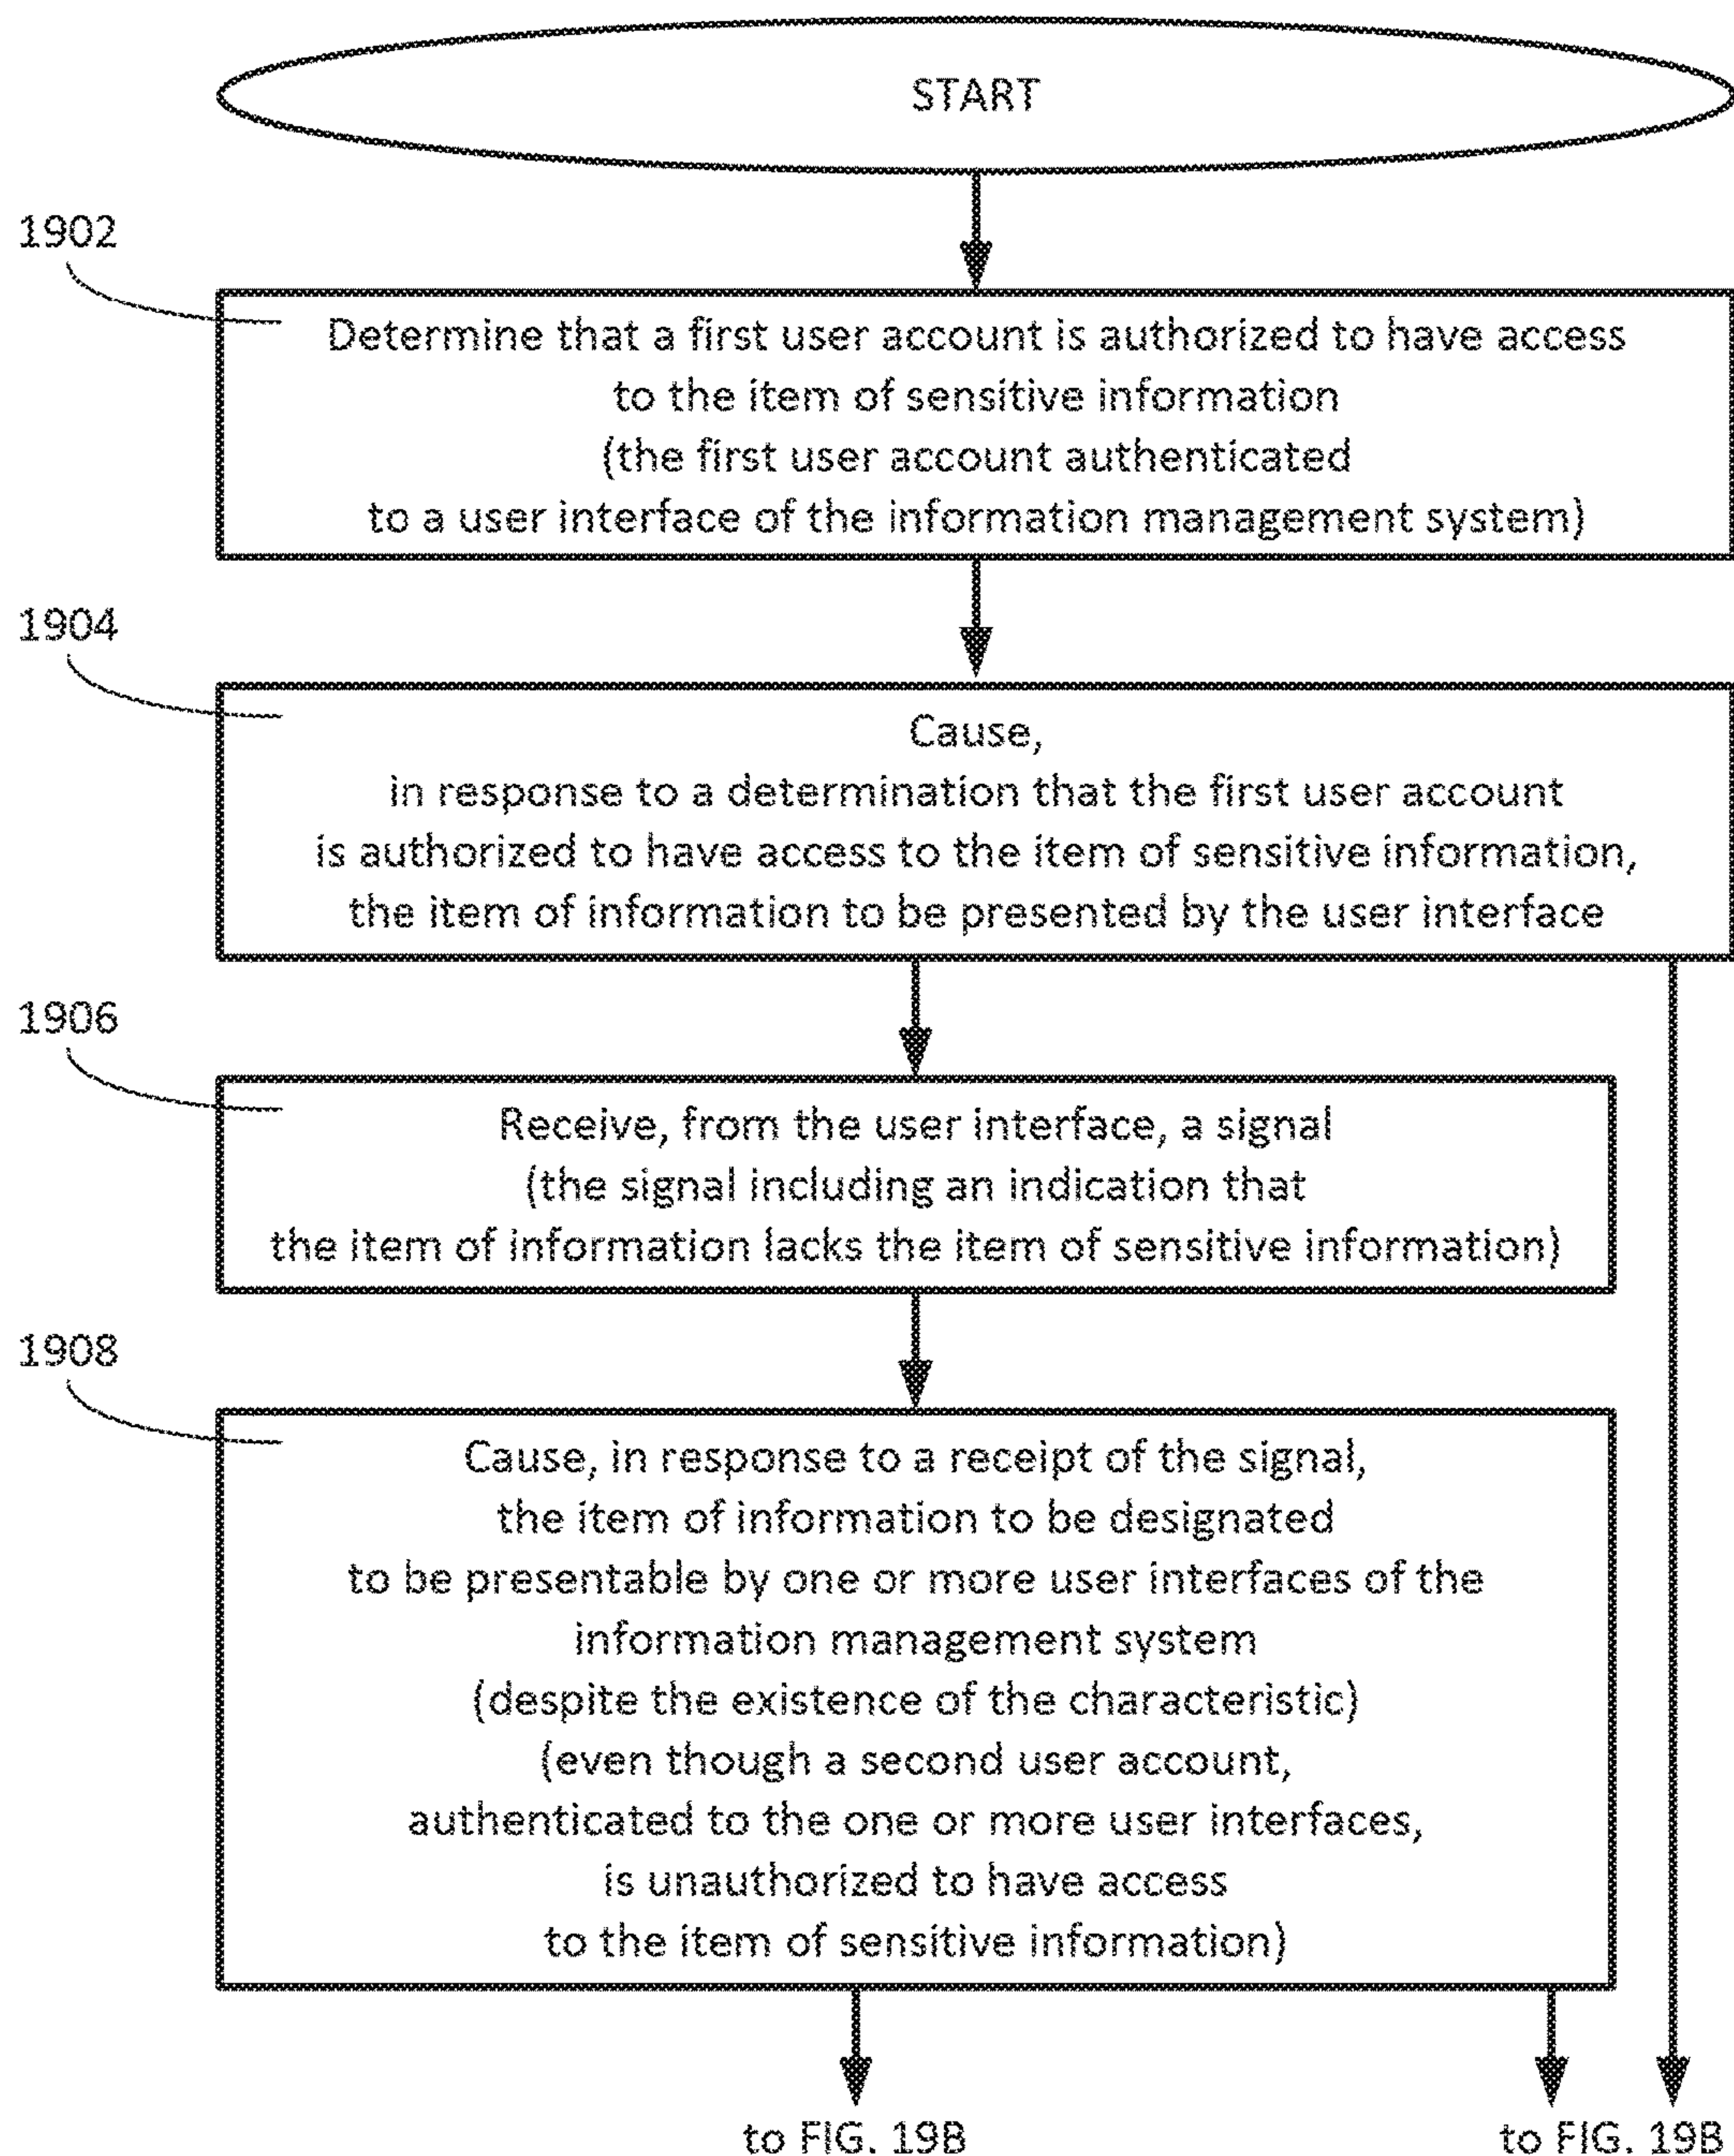 START
1902
Determine that a first user account is authorized to have access
to the item of sensitive information
(the first user account authenticated
to a user interface of the information management system)
1904
Cause,
in response to a determination that the first user account
is authorized to have access to the item of sensitive information,
the item of information to be presented by the user interface
1906
Receive, from the user interface, a signal
(the signal including an indication that
the item of information lacks the item of sensitive information)
1908
Cause, in response to a receipt of the signal,
the item of information to be designated
to be presentable by one or more user interfaces of the
information management system
(despite the existence of the characteristic)
(even though a second user account,
authenticated to the one or more user interfaces,
is unauthorized to have access
to the item of sensitive information)
to FIG. 19B
to FIG. 19B